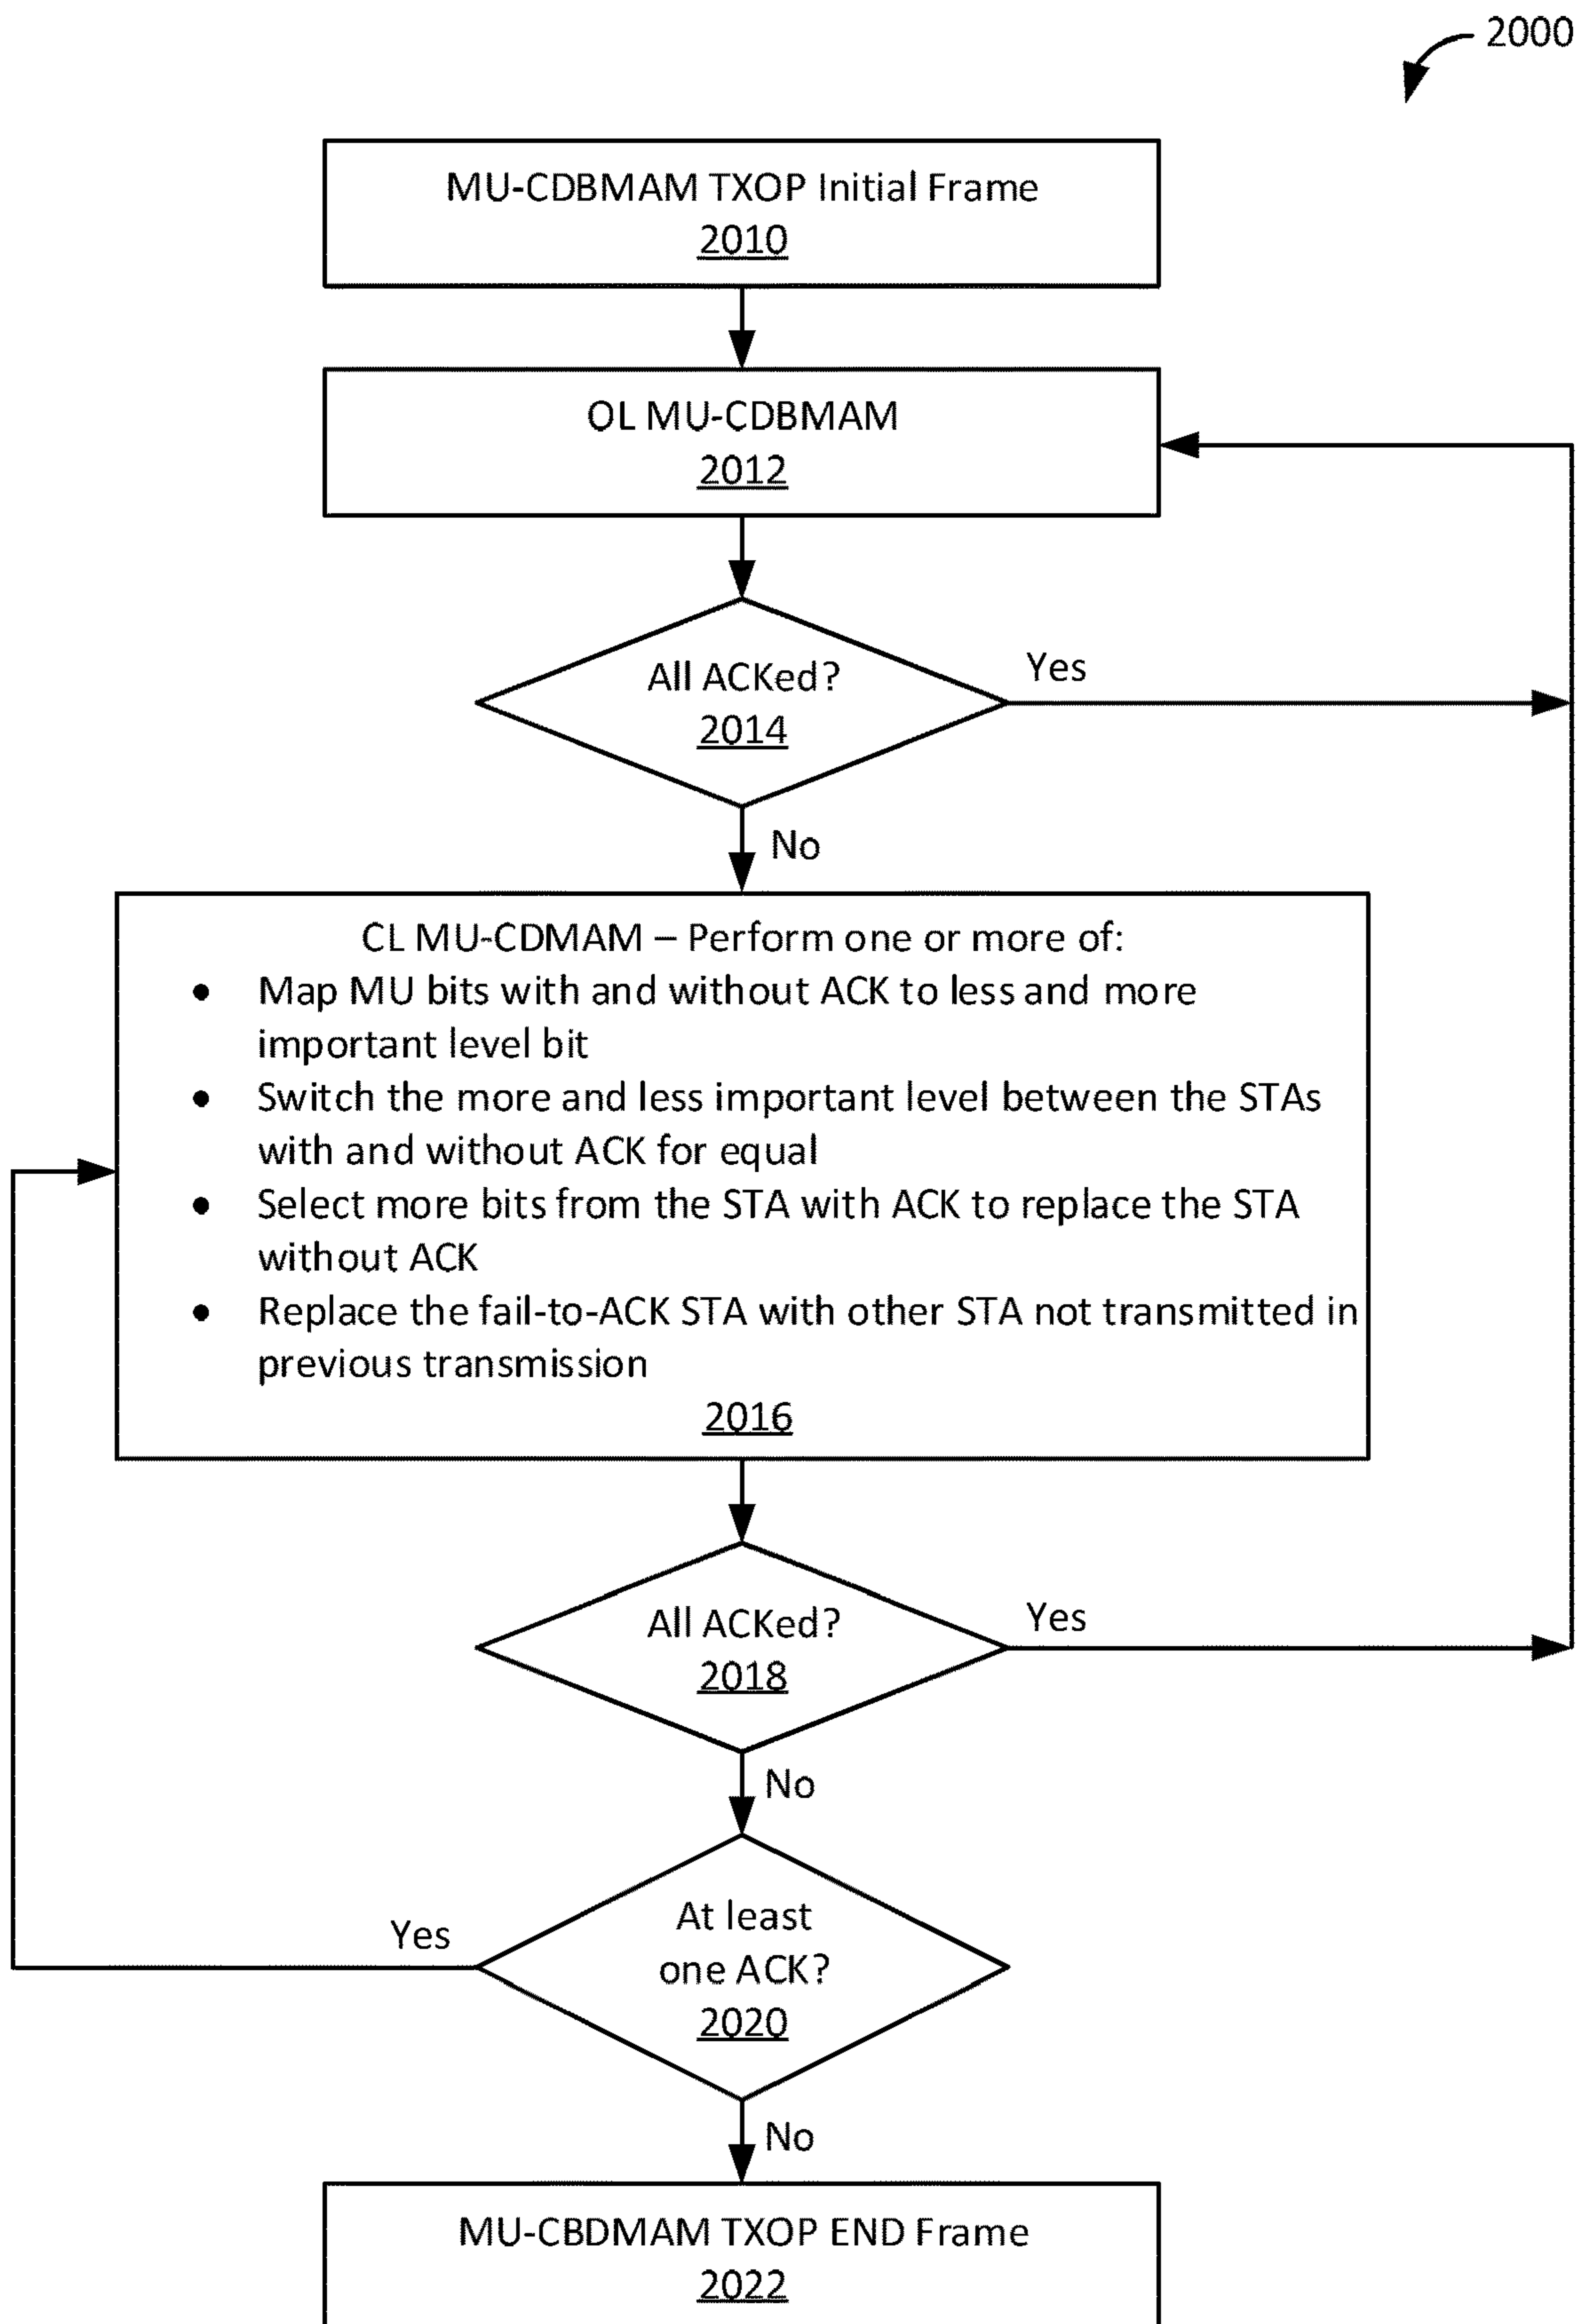 2000
MU-CDBMAM TXOP Initial Frame
2010
OL MU-CDBMAM
2012
All ACKed?
2014
Yes
No
CL MU-CDMAM – Perform one or more of:
• Map MU bits with and without ACK to less and more
important level bit
• Switch the more and less important level between the STAs
with and without ACK for equal
• Select more bits from the STA with ACK to replace the STA
without ACK
• Replace the fail-to-ACK STA with other STA not transmitted in
previous transmission
2016
All ACKed?
2018
Yes
No
At least
one ACK?
2020
Yes
No
MU-CBDMAM TXOP END Frame
2022